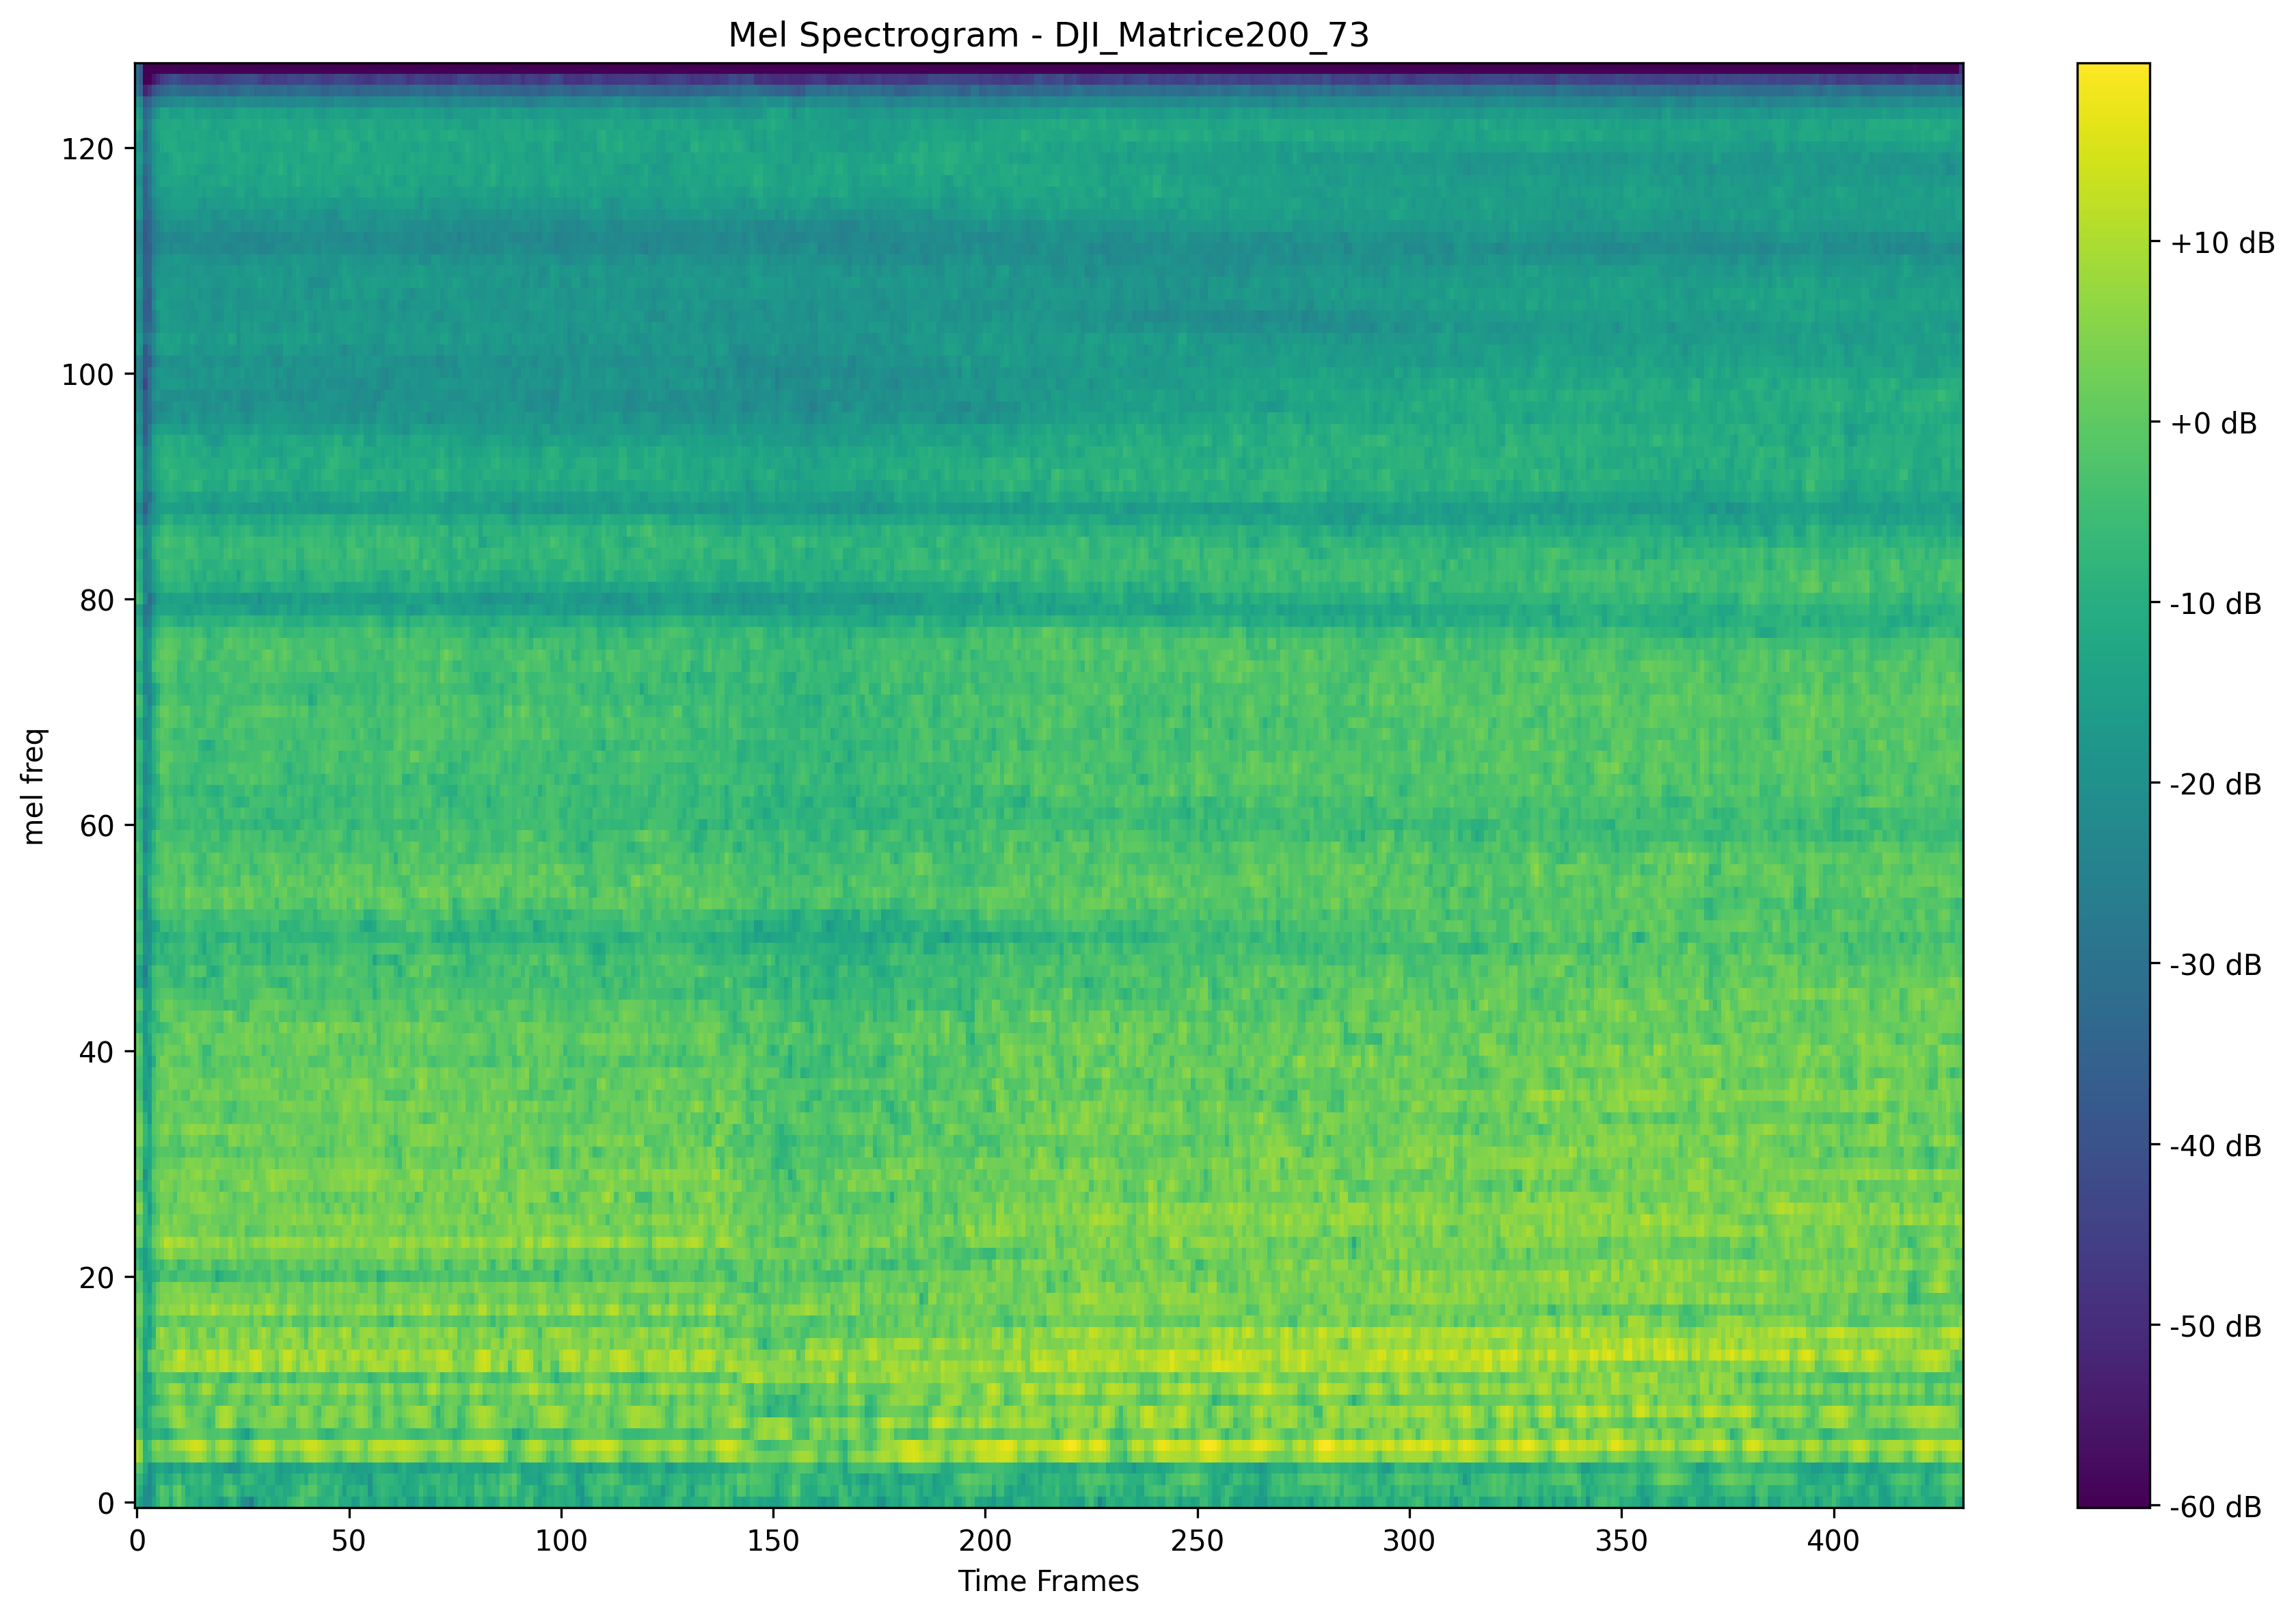 Mel Spectrogram - DJI_Matrice200_73
120
100
80
60
40
20
0
mel freq
0 50 100 150 200 250 300 350 400
Time Frames
+10 dB
+0 dB
-10 dB
-20 dB
-30 dB
-40 dB
-50 dB
-60 dB